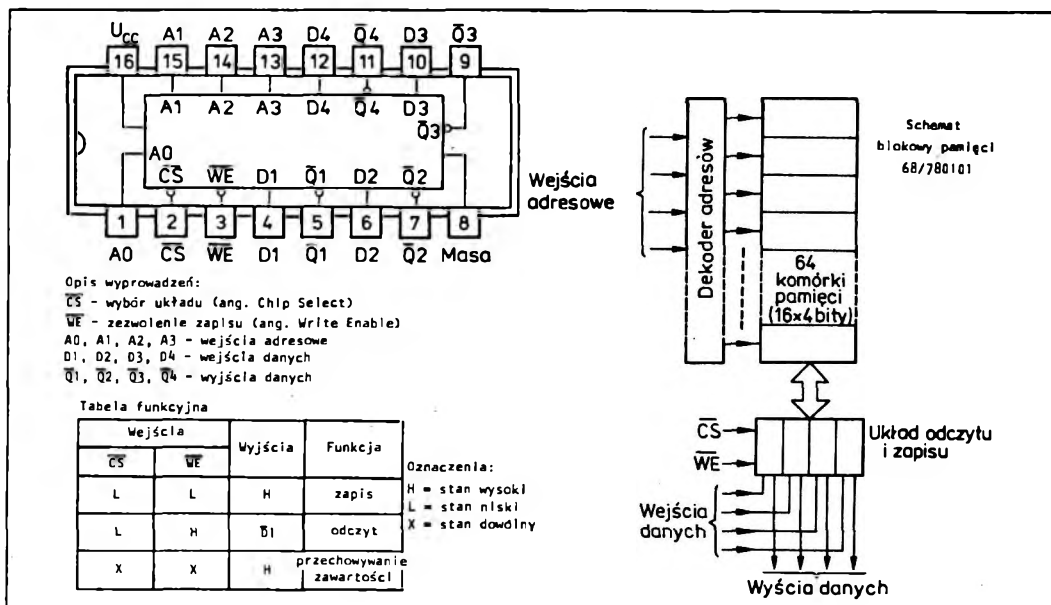 U̅CC A1 A2 A3 D4 Q̅4 D3 Q̅3
16 15 14 13 12 11 10 9
A1 A2 A3 D4 Q̅4 D3
Q̅3
A0
C̅S̅ W̅E̅ D1 Q̅1 D2 Q̅2
1 2 3 4 5 6 7 8
A0 C̅S̅ W̅E̅ D1 Q̅1 D2 Q̅2 Masa
Opis wyprowadzeń:
C̅S̅ - wybór układu (ang. Chip Select)
W̅E̅ - zezwolenie zapisu (ang. Write Enable)
A0, A1, A2, A3 - wejścia adresowe
D1, D2, D3, D4 - wejścia danych
Q̅1, Q̅2, Q̅3, Q̅4 - wyjścia danych
Tabela funkcyjna
Wejścia Wyjścia Funkcja
C̅S̅ W̅E̅
L L H zapis
L H D̅1 odczyt
X X H przechowywanie
zawartości
Oznaczenia:
H = stan wysoki
L = stan niski
X = stan dowolny
Wejścia
adresowe
Dekoder adresów
64
komórki
pamięci
(16x4bity)
Schemat
blokowy pamięci
68/780101
C̅S̅
W̅E̅
Układ odczytu
i zapisu
Wejścia
danych
Wyścia danych